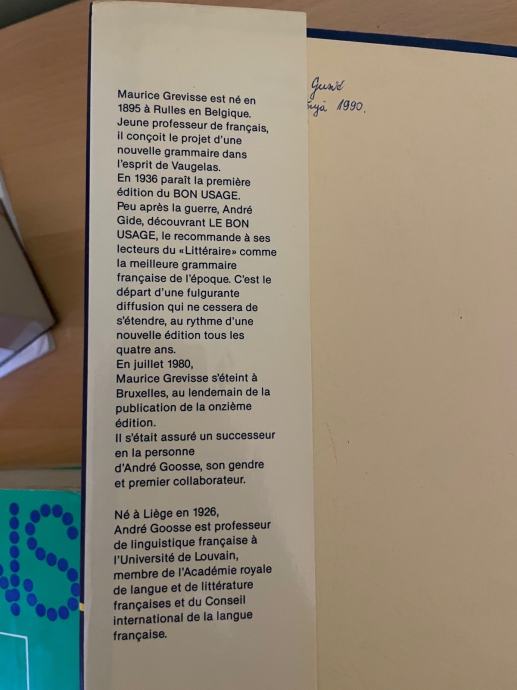 Maurice Grevisse est né en
1895 à Rulles en Belgique.
Jeune professeur de français,
il conçoit le projet d'une
nouvelle grammaire dans
l'esprit de Vaugelas.
En 1936 paraît la première
édition du BON USAGE.
Peu après la guerre, André
Gide, découvrant LE BON
USAGE, le recommande à ses
lecteurs du «Littéraire» comme
la meilleure grammaire
française de l'époque. C'est le
départ d'une fulgurante
diffusion qui ne cessera de
s'étendre, au rythme d'une
nouvelle édition tous les
quatre ans.
En juillet 1980,
Maurice Grevisse s'éteint à
Bruxelles, au lendemain de la
publication de la onzième
édition.
Il s'était assuré un successeur
en la personne
d'André Goosse, son gendre
et premier collaborateur.
Né à Liège en 1926,
André Goosse est professeur
de linguistique française à
l'Université de Louvain,
membre de l'Académie royale
de langue et de littérature
françaises et du Conseil
international de la langue
française.
1990.